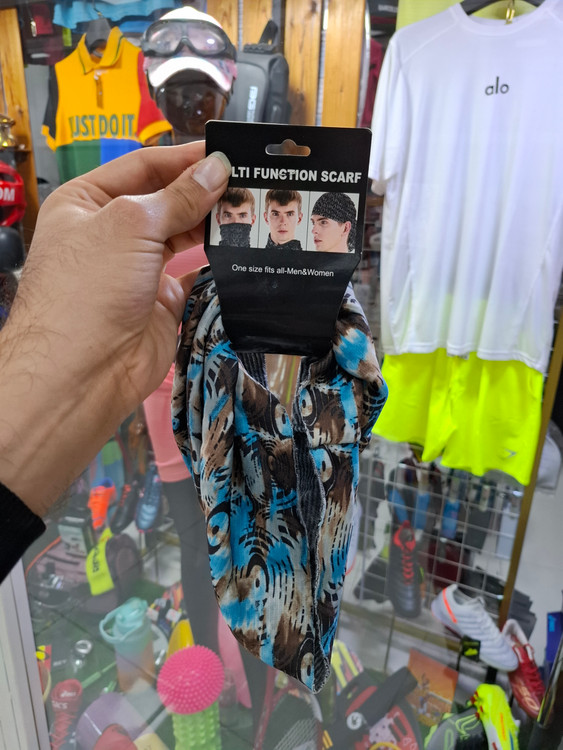 JUST DO IT
LTI FUNCTION SCARF
One size fits all-Men&Women
alo